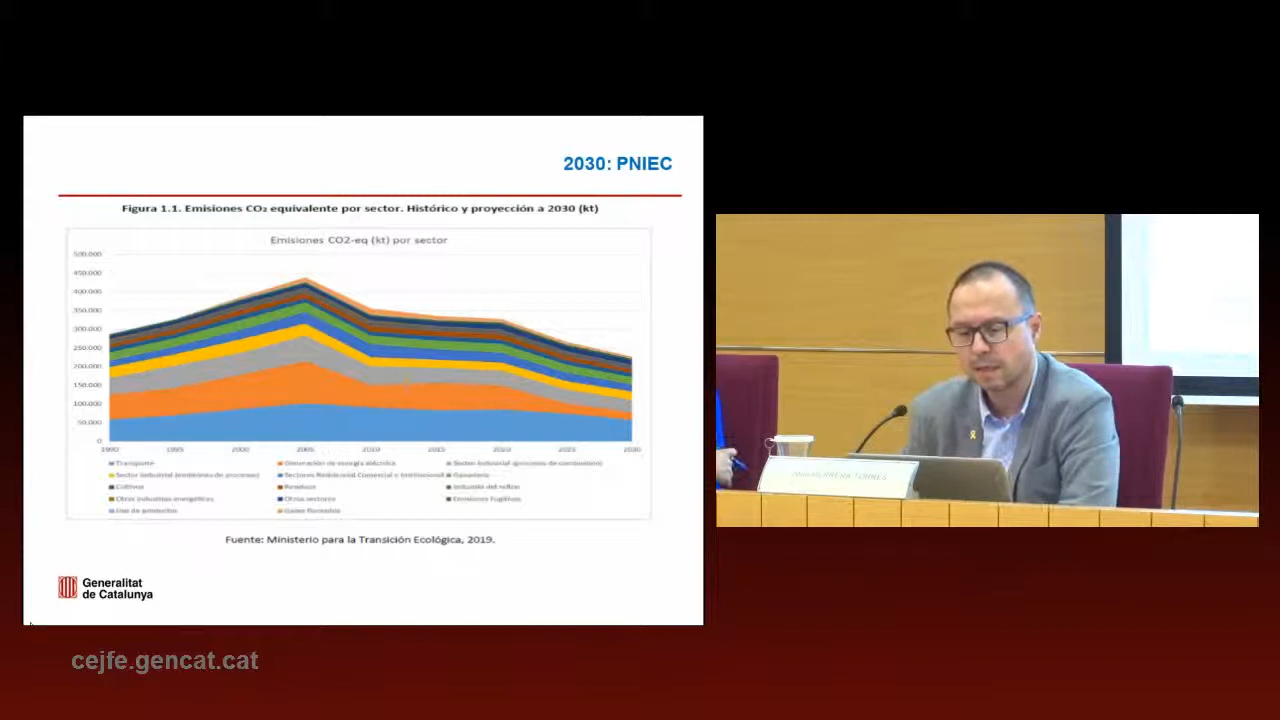 2030: PNIEC
Figura 1.1. Emisiones CO₂ equivalente por sector. Histórico y proyección a 2030 (kt)
Emisiones CO2-eq (kt) por sector
500.000
450.000
400.000
350.000
300.000
250.000
200.000
150.000
100.000
50.000
0
1990 1995 2000 2005 2010 2015 2020 2025 2030
Transporte Generación de energía eléctrica Sector industrial (procesos de combustión)
Sector industrial (emisiones de procesos) Sectores Residencial Comercial e Institucional Ganadería
Cultivos Residuos Industria del refino
Otras industrias energéticas Otros sectores Emisiones Fugitivas
Uso de productos Gases fluorados
Fuente: Ministerio para la Transición Ecológica, 2019.
Generalitat
de Catalunya
HERRERA TORRES
cejfe.gencat.cat